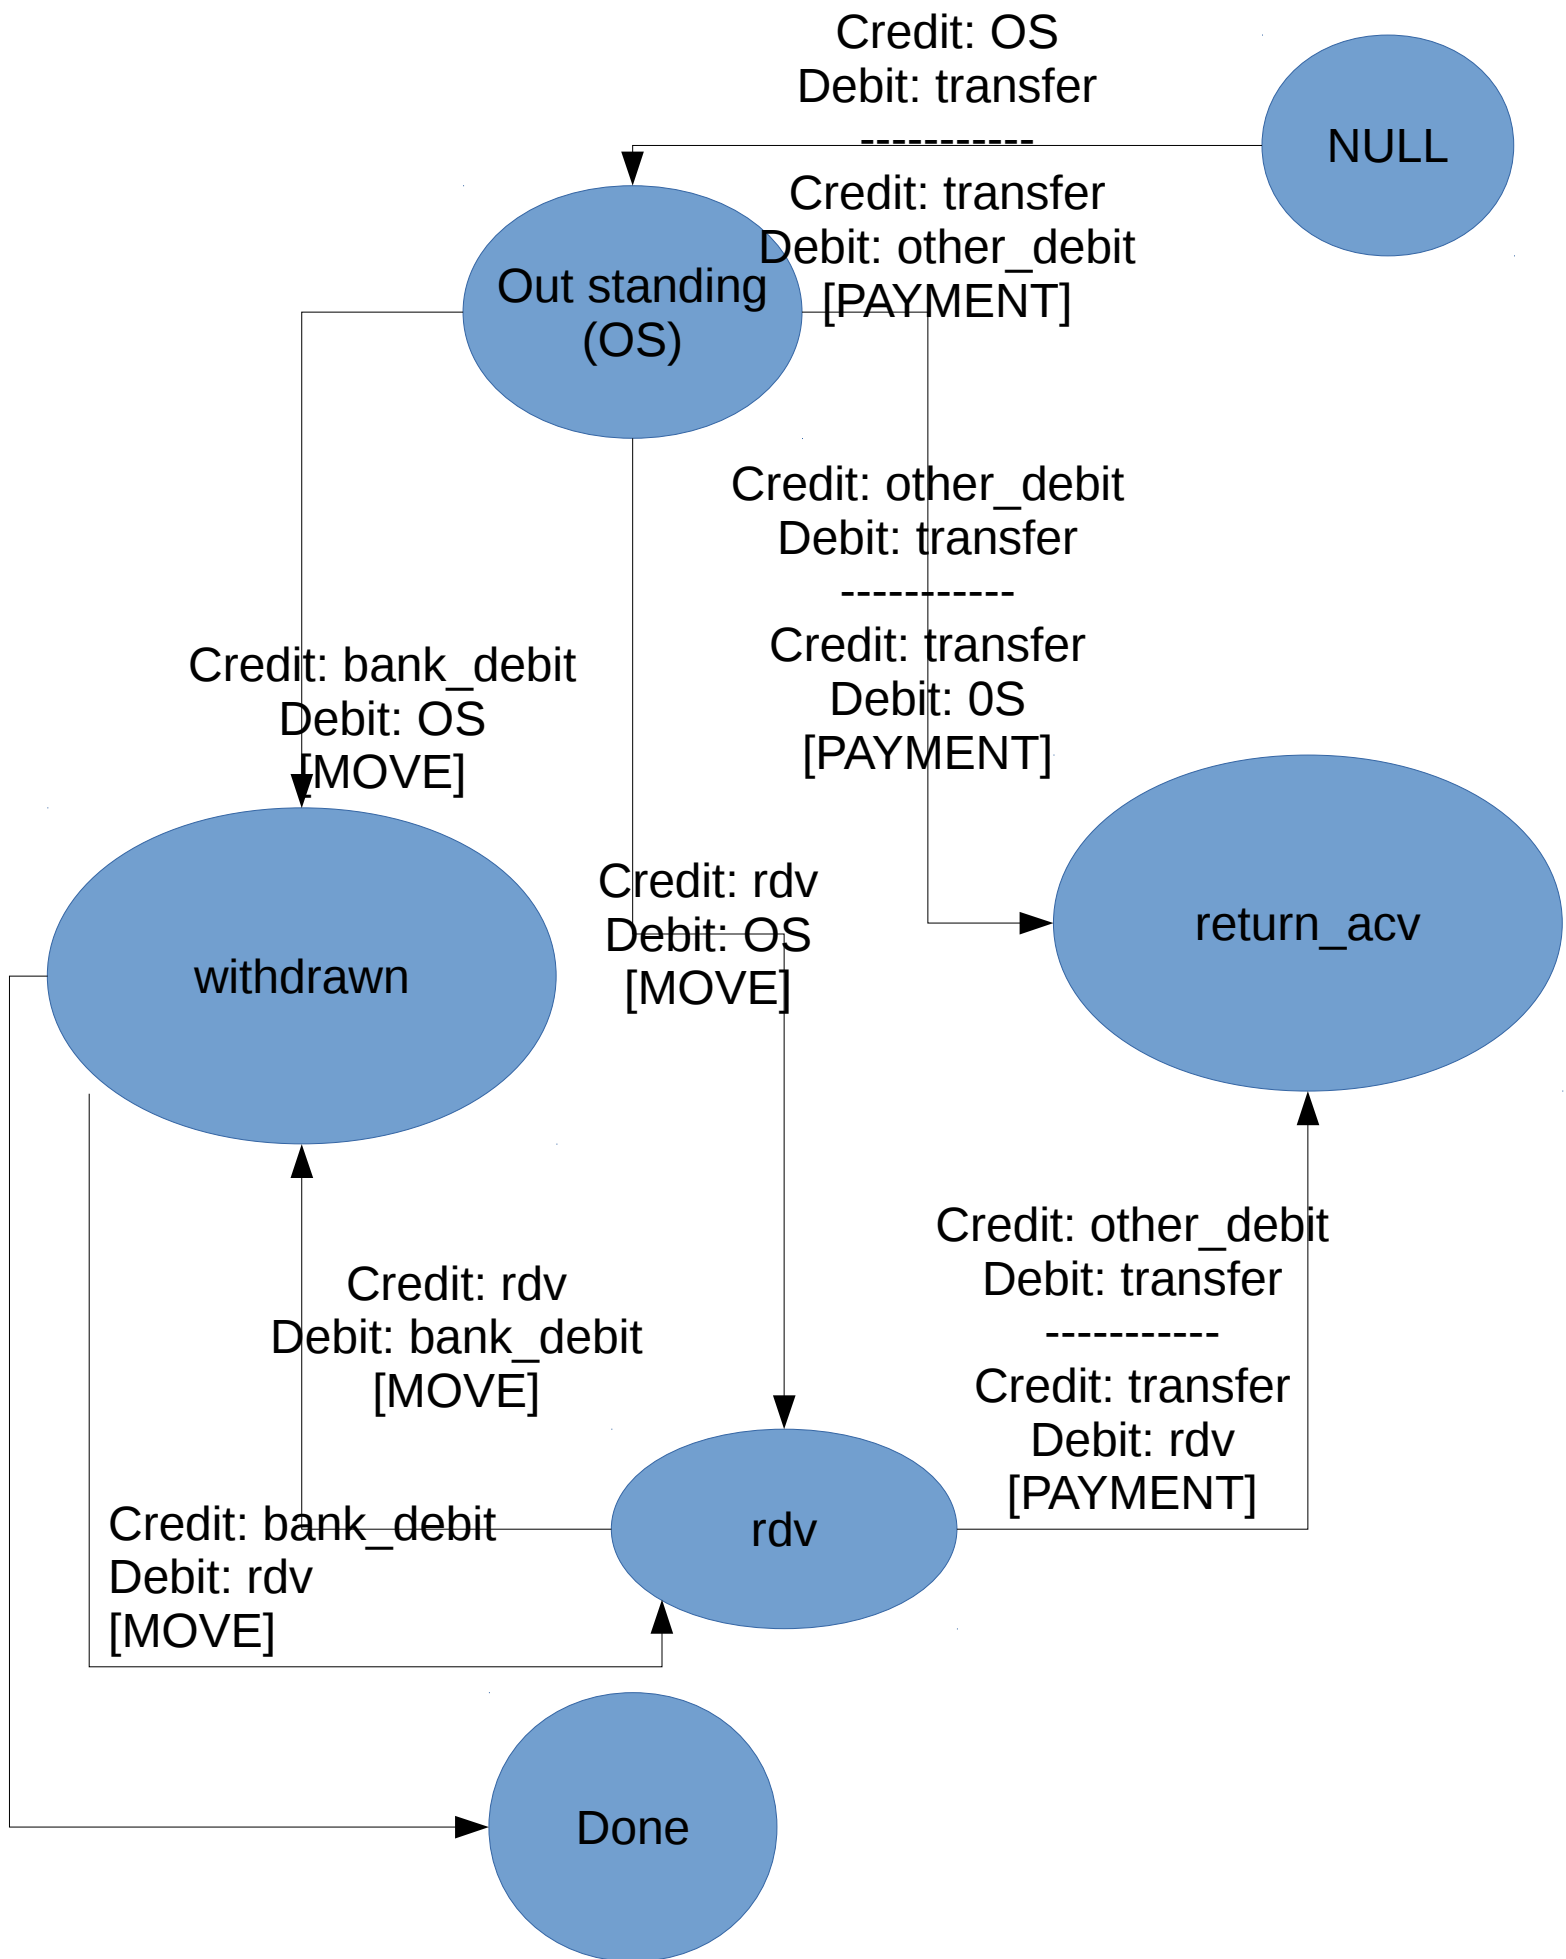 Credit: OS
Debit: transfer
-----------
Credit: transfer
Debit: other_debit
[PAYMENT]
NULL
Out standing
(OS)
Credit: other_debit
Debit: transfer
-----------
Credit: transfer
Debit: 0S
[PAYMENT]
Credit: bank_debit
Debit: OS
[MOVE]
Credit: rdv
Debit: OS
[MOVE]
return_acv
withdrawn
Credit: other_debit
Debit: transfer
-----------
Credit: transfer
Debit: rdv
[PAYMENT]
Credit: rdv
Debit: bank_debit
[MOVE]
Credit: bank_debit
Debit: rdv
[MOVE]
rdv
Done